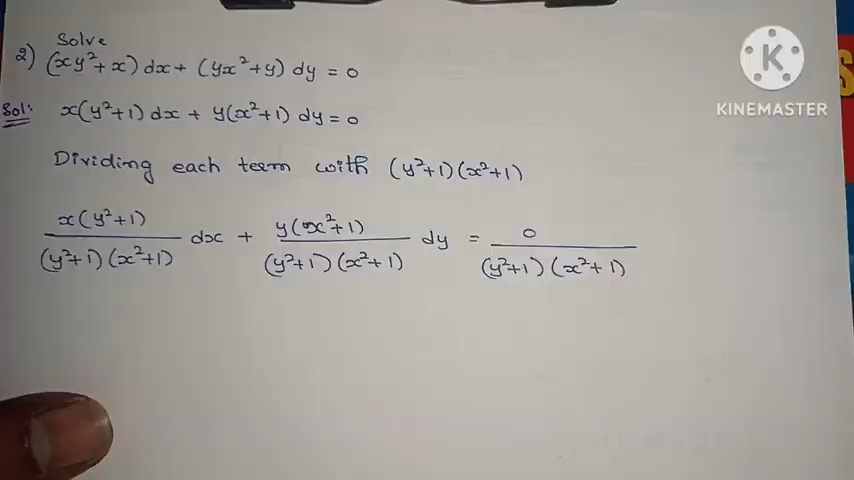 Solve
2) (xy²+x) dx + (yx²+y) dy = 0
Sol: x(y²+1) dx + y(x²+1) dy = 0
Dividing each term with (y²+1)(x²+1)
x(y²+1)/(y²+1)(x²+1) dx + y(x²+1)/(y²+1)(x²+1) dy = 0/(y²+1)(x²+1)
K
KINEMASTER